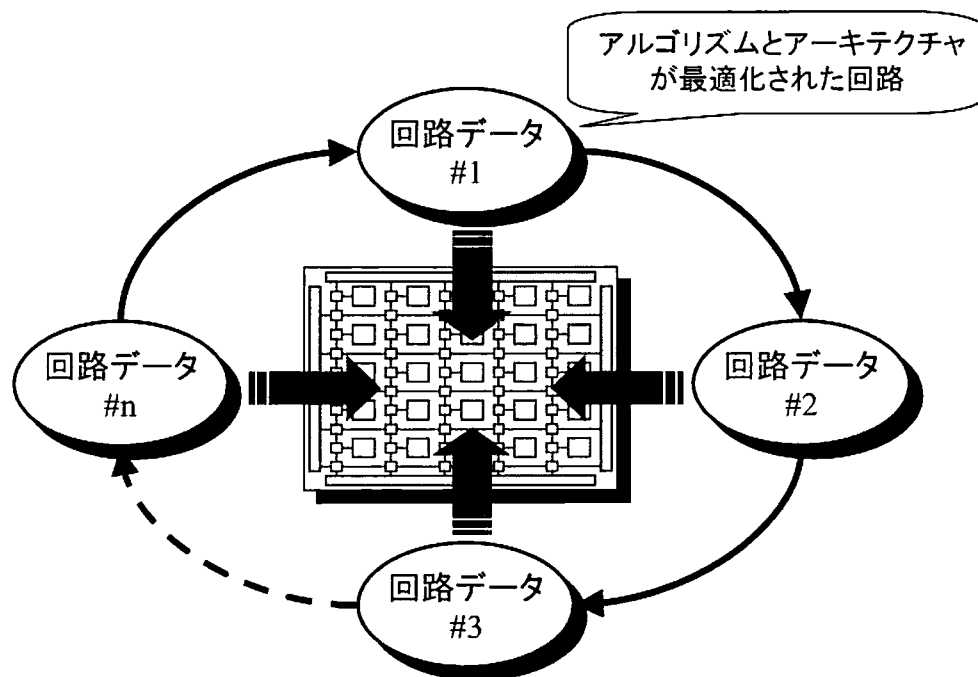 アルゴリズムとアーキテクチャ
が最適化された回路
回路データ
#1
回路データ
#n
回路データ
#2
回路データ
#3